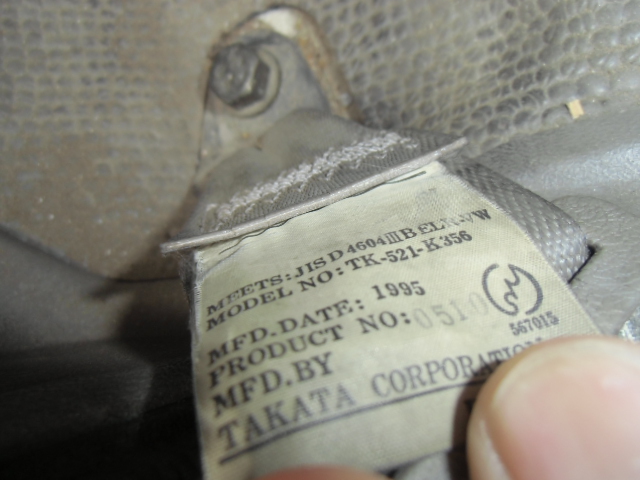 MEETS: JIS D 4604 III BELR/W
MODEL NO: TK-521-K356
MFD.DATE: 1995
PRODUCT NO: 0510
567015
MFD.BY
TAKATA CORPORATION